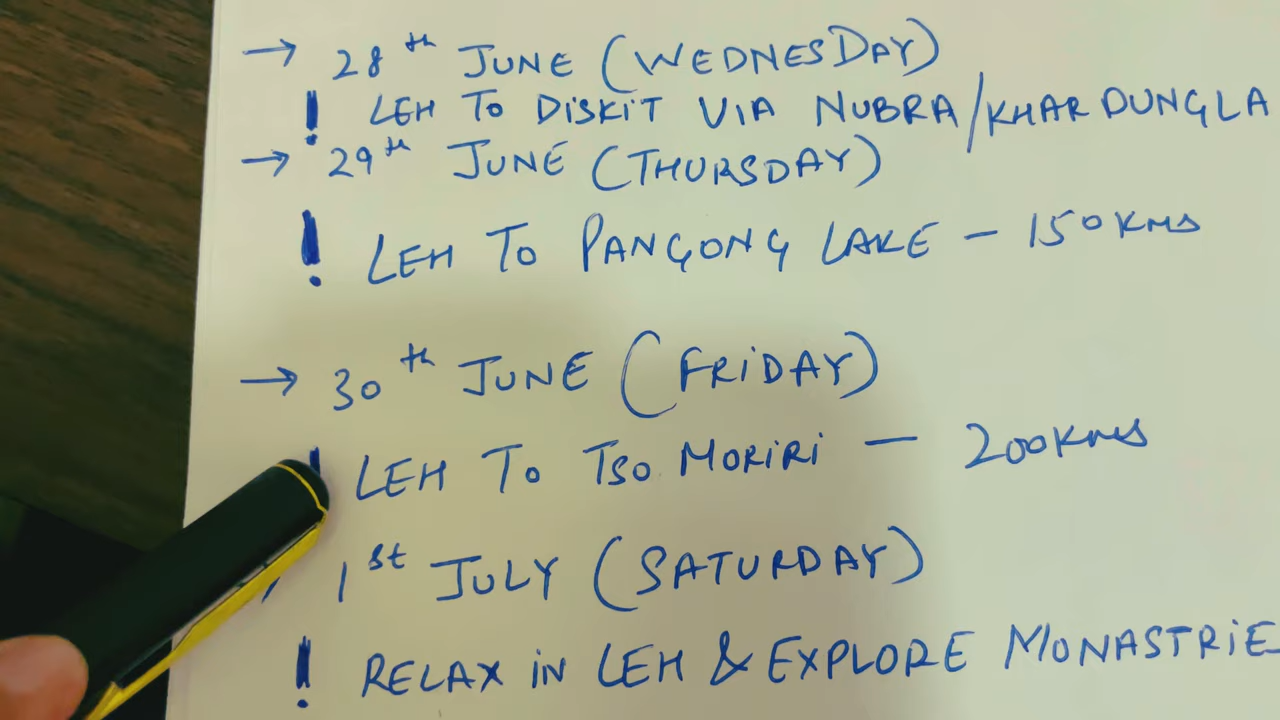 → 28th JUNE (WEDNESDAY)
! LEH TO DISKIT VIA NUBRA/KHARDUNGLA
→ 29th JUNE (THURSDAY)
! LEH TO PANGONG LAKE – 150KMS
→ 30th JUNE (FRIDAY)
! LEH TO TSO MORIRI – 200KMS
1st JULY (SATURDAY)
! RELAX IN LEH & EXPLORE MONASTRIE